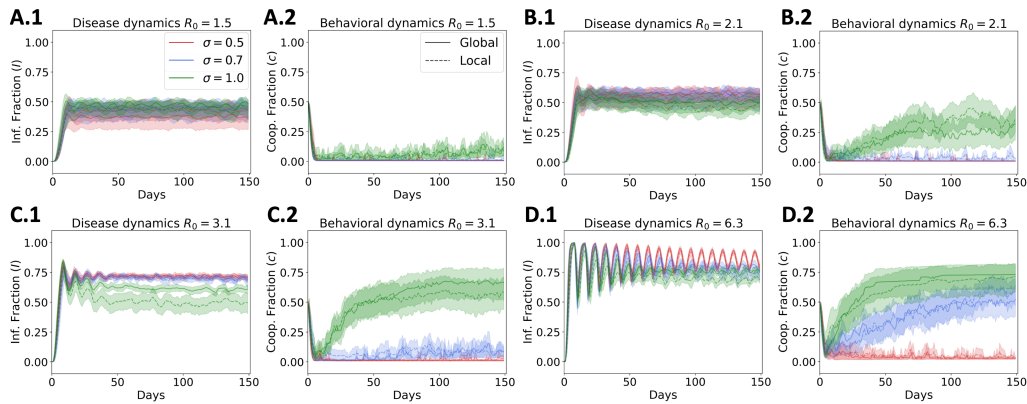 A.1
Disease dynamics R₀ = 1.5
Inf. Fraction (I)
1.00
0.75
0.50
0.25
0.00
0
50
100
150
Days
σ = 0.5
σ = 0.7
σ = 1.0
A.2
Behavioral dynamics R₀ = 1.5
Coop. Fraction (c)
1.00
0.75
0.50
0.25
0.00
0
50
100
150
Days
Global
Local
B.1
Disease dynamics R₀ = 2.1
Inf. Fraction (I)
1.00
0.75
0.50
0.25
0.00
0
50
100
150
Days
B.2
Behavioral dynamics R₀ = 2.1
Coop. Fraction (c)
1.00
0.75
0.50
0.25
0.00
0
50
100
150
Days
C.1
Disease dynamics R₀ = 3.1
Inf. Fraction (I)
1.00
0.75
0.50
0.25
0.00
0
50
100
150
Days
C.2
Behavioral dynamics R₀ = 3.1
Coop. Fraction (c)
1.00
0.75
0.50
0.25
0.00
0
50
100
150
Days
D.1
Disease dynamics R₀ = 6.3
Inf. Fraction (I)
1.00
0.75
0.50
0.25
0.00
0
50
100
150
Days
D.2
Behavioral dynamics R₀ = 6.3
Coop. Fraction (c)
1.00
0.75
0.50
0.25
0.00
0
50
100
150
Days